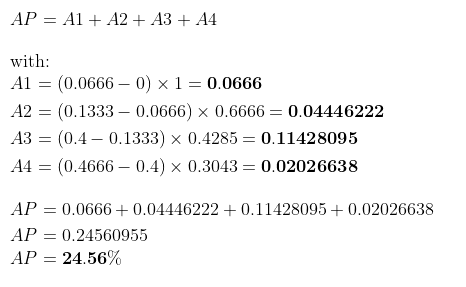 AP = A1 + A2 + A3 + A4
with:
A1 = (0.0666 − 0) × 1 = 0.0666
A2 = (0.1333 − 0.0666) × 0.6666 = 0.04446222
A3 = (0.4 − 0.1333) × 0.4285 = 0.11428095
A4 = (0.4666 − 0.4) × 0.3043 = 0.02026638
AP = 0.0666 + 0.04446222 + 0.11428095 + 0.02026638
AP = 0.24560955
AP = 24.56%